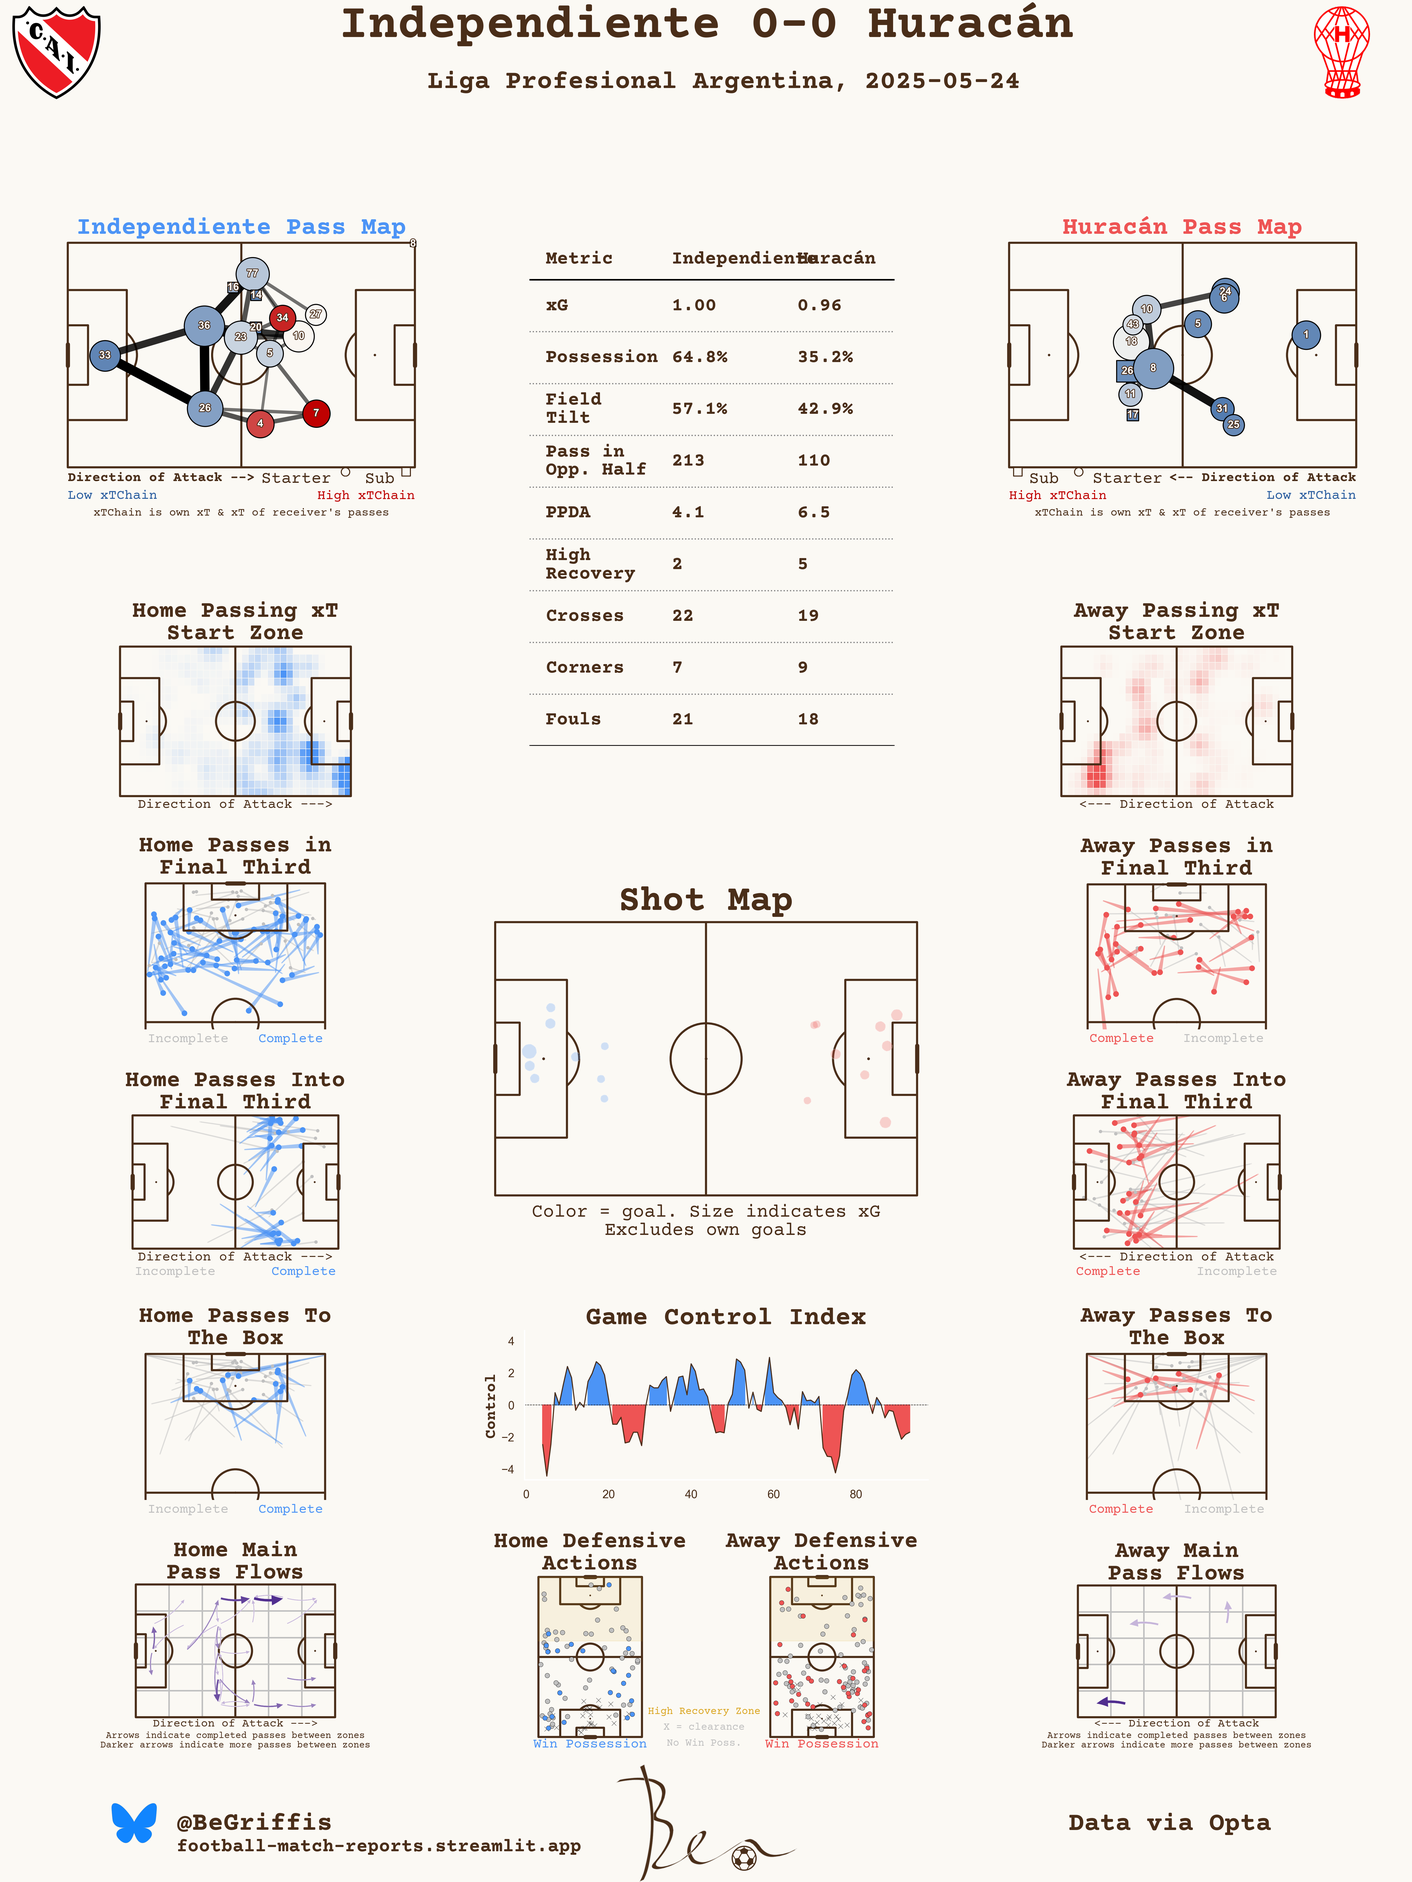 Independiente 0-0 Huracán
Liga Profesional Argentina, 2025-05-24
C.A.I.
H
Independiente Pass Map
8
77
16
14
27
34
36
20
10
23
5
33
26
4
7
Direction of Attack --> Starter Sub
Low xTChain High xTChain
xTChain is own xT & xT of receiver's passes
Metric Independiente Huracán
xG 1.00 0.96
Possession 64.8% 35.2%
Field
Tilt 57.1% 42.9%
Pass in
Opp. Half 213 110
PPDA 4.1 6.5
High
Recovery 2 5
Crosses 22 19
Corners 7 9
Fouls 21 18
Huracán Pass Map
24
6
10
43
5
1
18
8
26
11
31
17
25
Sub Starter <-- Direction of Attack
High xTChain Low xTChain
xTChain is own xT & xT of receiver's passes
Home Passing xT
Start Zone
Direction of Attack --->
Away Passing xT
Start Zone
<--- Direction of Attack
Home Passes in
Final Third
Incomplete Complete
Shot Map
Color = goal. Size indicates xG
Excludes own goals
Away Passes in
Final Third
Complete Incomplete
Home Passes Into
Final Third
Direction of Attack --->
Incomplete Complete
Away Passes Into
Final Third
<--- Direction of Attack
Complete Incomplete
Home Passes To
The Box
Incomplete Complete
Game Control Index
Control
4
2
0
−2
−4
0 20 40 60 80
Away Passes To
The Box
Complete Incomplete
Home Main
Pass Flows
Direction of Attack --->
Arrows indicate completed passes between zones
Darker arrows indicate more passes between zones
Home Defensive
Actions
Win Possession
High Recovery Zone
X = clearance
No Win Poss.
Away Defensive
Actions
Win Possession
Away Main
Pass Flows
<--- Direction of Attack
Arrows indicate completed passes between zones
Darker arrows indicate more passes between zones
@BeGriffis
football-match-reports.streamlit.app
Ben
Data via Opta